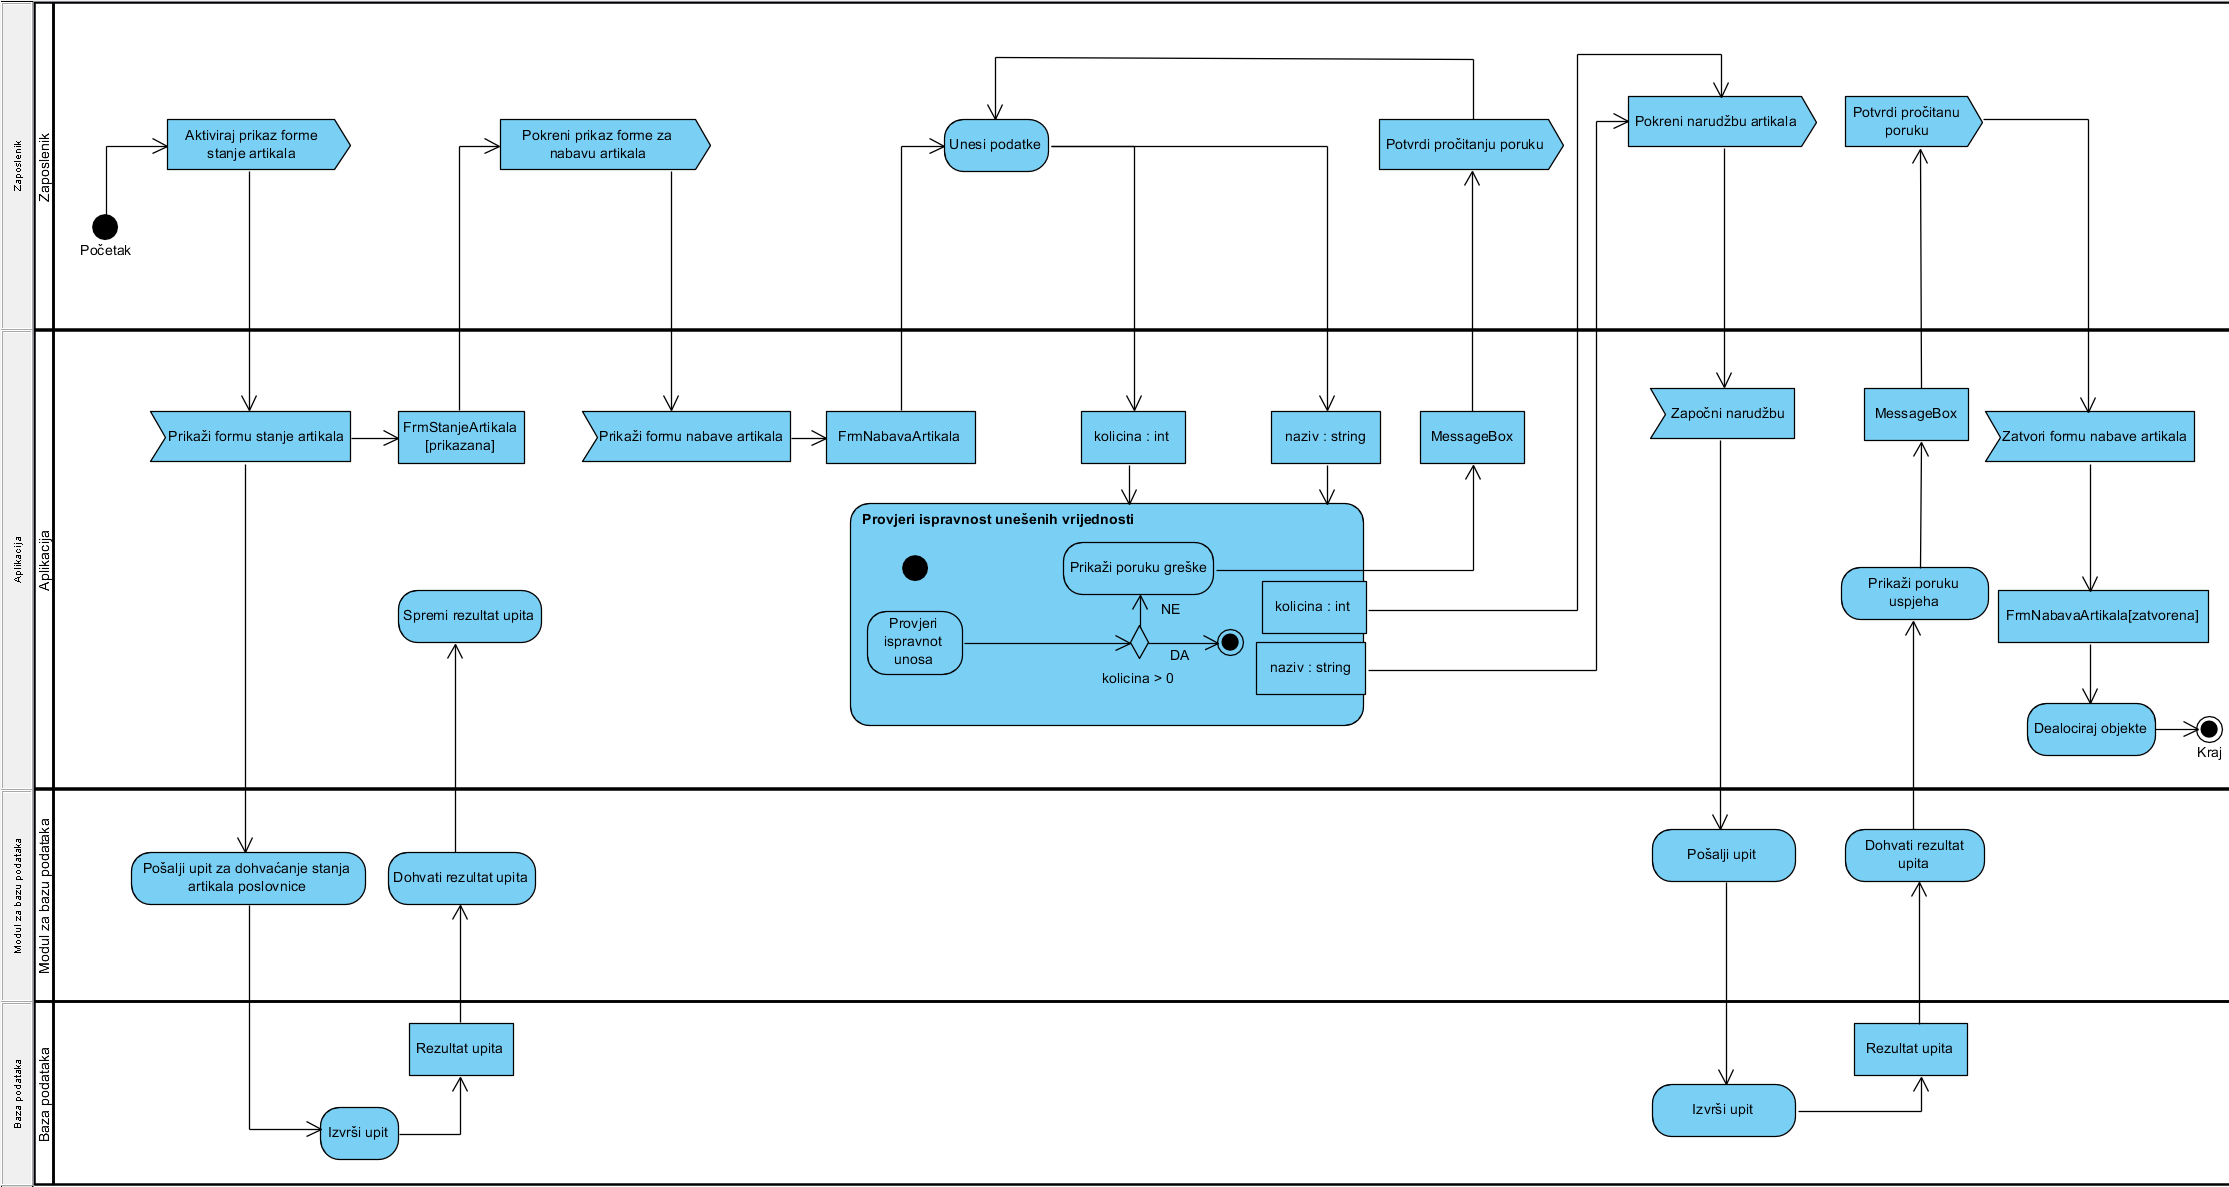 Zaposlenik
Zaposlenik
Početak
Aktiviraj prikaz forme
stanje artikala
Pokreni prikaz forme za
nabavu artikala
Unesi podatke
Potvrdi pročitanju poruku
Pokreni narudžbu artikala
Potvrdi pročitanu
poruku
Aplikacija
Aplikacija
Prikaži formu stanje artikala
FrmStanjeArtikala
[prikazana]
Prikaži formu nabave artikala
FrmNabavaArtikala
kolicina : int
naziv : string
MessageBox
Započni narudžbu
MessageBox
Zatvori formu nabave artikala
Provjeri ispravnost unešenih vrijednosti
Prikaži poruku greške
NE
Provjeri
ispravnot
unosa
DA
kolicina > 0
kolicina : int
naziv : string
Spremi rezultat upita
Prikaži poruku
uspjeha
FrmNabavaArtikala[zatvorena]
Dealociraj objekte
Kraj
Modul za bazu podataka
Modul za bazu podataka
Pošalji upit za dohvaćanje stanja
artikala poslovnice
Dohvati rezultat upita
Pošalji upit
Dohvati rezultat
upita
Baza podataka
Baza podataka
Rezultat upita
Izvrši upit
Rezultat upita
Izvrši upit